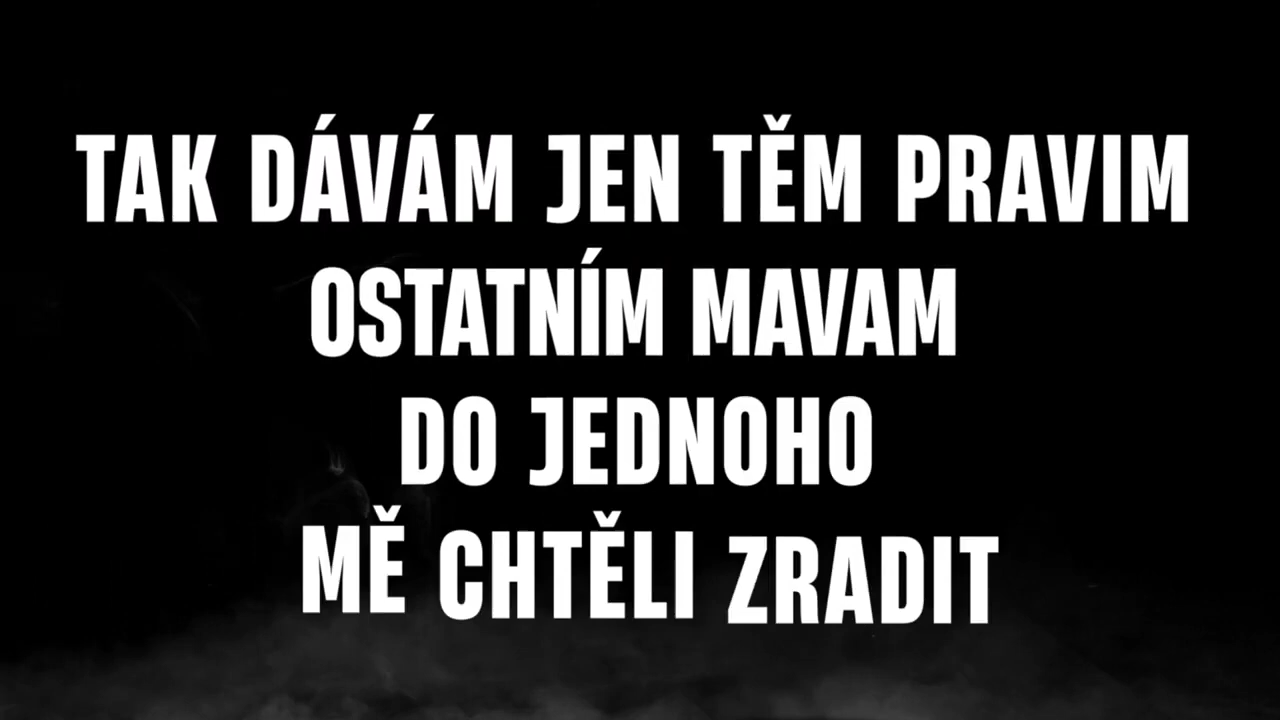 TAK DÁVÁM JEN TĚM PRAVIM
OSTATNÍM MAVAM
DO JEDNOHO
MĚ CHTĚLI ZRADIT